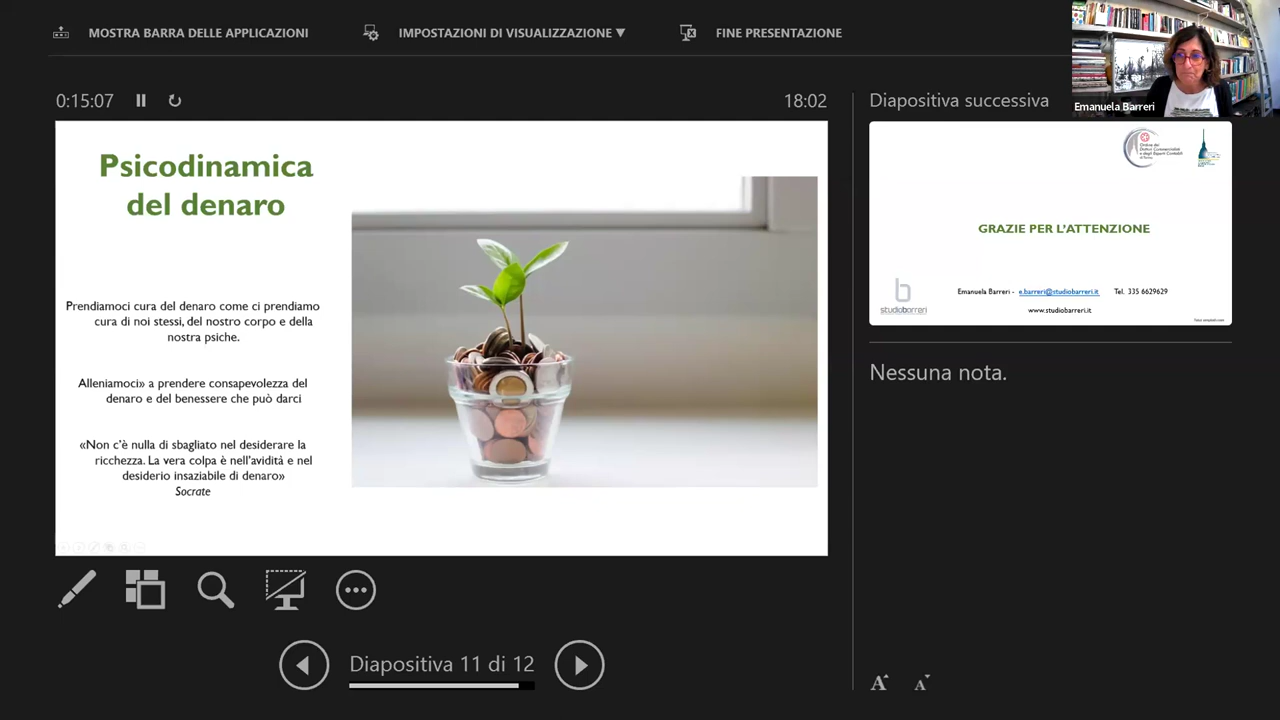 MOSTRA BARRA DELLE APPLICAZIONI
IMPOSTAZIONI DI VISUALIZZAZIONE ▼
FINE PRESENTAZIONE
Emanuela Barreri
0:15:07
18:02
Diapositiva successiva
Psicodinamica
del denaro
Prendiamoci cura del denaro come ci prendiamo
cura di noi stessi, del nostro corpo e della
nostra psiche.
Alleniamoci» a prendere consapevolezza del
denaro e del benessere che può darci
«Non c'è nulla di sbagliato nel desiderare la
ricchezza. La vera colpa è nell'avidità e nel
desiderio insaziabile di denaro»
Socrate
GRAZIE PER L'ATTENZIONE
Emanuela Barreri - e.barreri@studiobarreri.it Tel. 335 6629629
studiobarreri
www.studiobarreri.it
Nessuna nota.
Diapositiva 11 di 12
A A